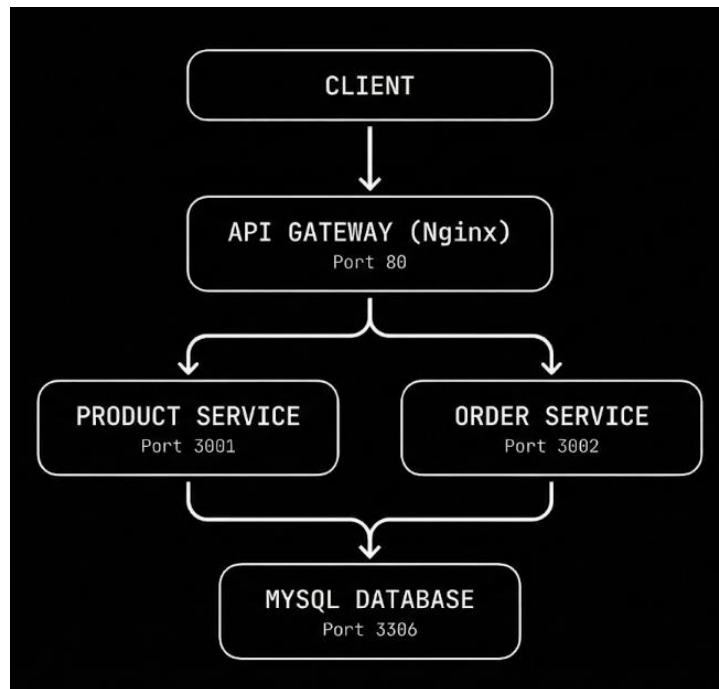 CLIENT
API GATEWAY (Nginx)
Port 80
PRODUCT SERVICE
Port 3001
ORDER SERVICE
Port 3002
MYSQL DATABASE
Port 3306